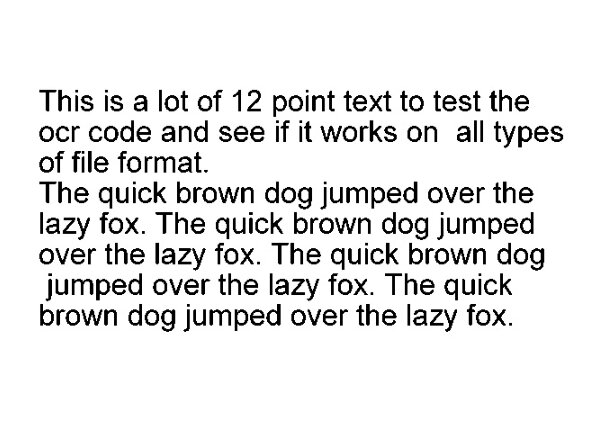 This is a lot of 12 point text to test the
ocr code and see if it works on  all types
of file format.
The quick brown dog jumped over the
lazy fox. The quick brown dog jumped
over the lazy fox. The quick brown dog
 jumped over the lazy fox. The quick
brown dog jumped over the lazy fox.